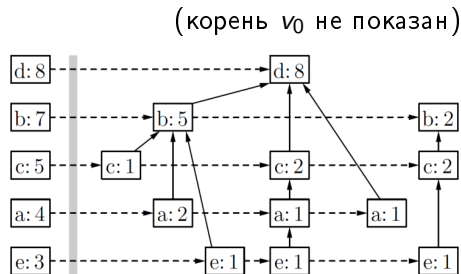 (корень v₀ не показан)
d: 8 d: 8
b: 7 b: 5 b: 2
c: 5 c: 1 c: 2 c: 2
a: 4 a: 2 a: 1 a: 1
e: 3 e: 1 e: 1 e: 1